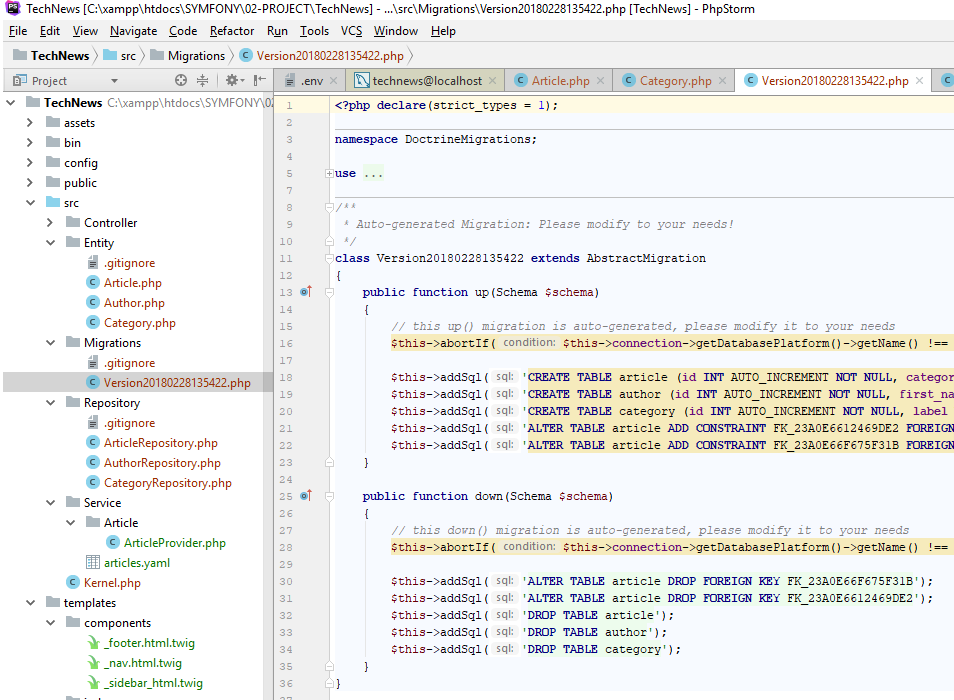 TechNews [C:\xampp\htdocs\SYMFONY\02-PROJECT\TechNews] - ...\src\Migrations\Version20180228135422.php [TechNews] - PhpStorm
File Edit View Navigate Code Refactor Run Tools VCS Window Help
TechNews src Migrations Version20180228135422.php
Project .env technews@localhost Article.php Category.php Version20180228135422.php
TechNews C:\xampp\htdocs\SYMFONY\02
assets
bin
config
public
src
Controller
Entity
.gitignore
Article.php
Author.php
Category.php
Migrations
.gitignore
Version20180228135422.php
Repository
.gitignore
ArticleRepository.php
AuthorRepository.php
CategoryRepository.php
Service
Article
ArticleProvider.php
articles.yaml
Kernel.php
templates
components
_footer.html.twig
_nav.html.twig
_sidebar_html.twig
1 <?php declare(strict_types = 1);
2
3 namespace DoctrineMigrations;
4
5 use ...
7
8 /**
9 * Auto-generated Migration: Please modify to your needs!
10 */
11 class Version20180228135422 extends AbstractMigration
12 {
13 public function up(Schema $schema)
14 {
15 // this up() migration is auto-generated, please modify it to your needs
16 $this->abortIf( condition: $this->connection->getDatabasePlatform()->getName() !==
17
18 $this->addSql( sql: 'CREATE TABLE article (id INT AUTO_INCREMENT NOT NULL, categor
19 $this->addSql( sql: 'CREATE TABLE author (id INT AUTO_INCREMENT NOT NULL, first_na
20 $this->addSql( sql: 'CREATE TABLE category (id INT AUTO_INCREMENT NOT NULL, label
21 $this->addSql( sql: 'ALTER TABLE article ADD CONSTRAINT FK_23A0E6612469DE2 FOREIGN
22 $this->addSql( sql: 'ALTER TABLE article ADD CONSTRAINT FK_23A0E66F675F31B FOREIGN
23 }
24
25 public function down(Schema $schema)
26 {
27 // this down() migration is auto-generated, please modify it to your needs
28 $this->abortIf( condition: $this->connection->getDatabasePlatform()->getName() !==
29
30 $this->addSql( sql: 'ALTER TABLE article DROP FOREIGN KEY FK_23A0E66F675F31B');
31 $this->addSql( sql: 'ALTER TABLE article DROP FOREIGN KEY FK_23A0E6612469DE2');
32 $this->addSql( sql: 'DROP TABLE article');
33 $this->addSql( sql: 'DROP TABLE author');
34 $this->addSql( sql: 'DROP TABLE category');
35 }
36 }